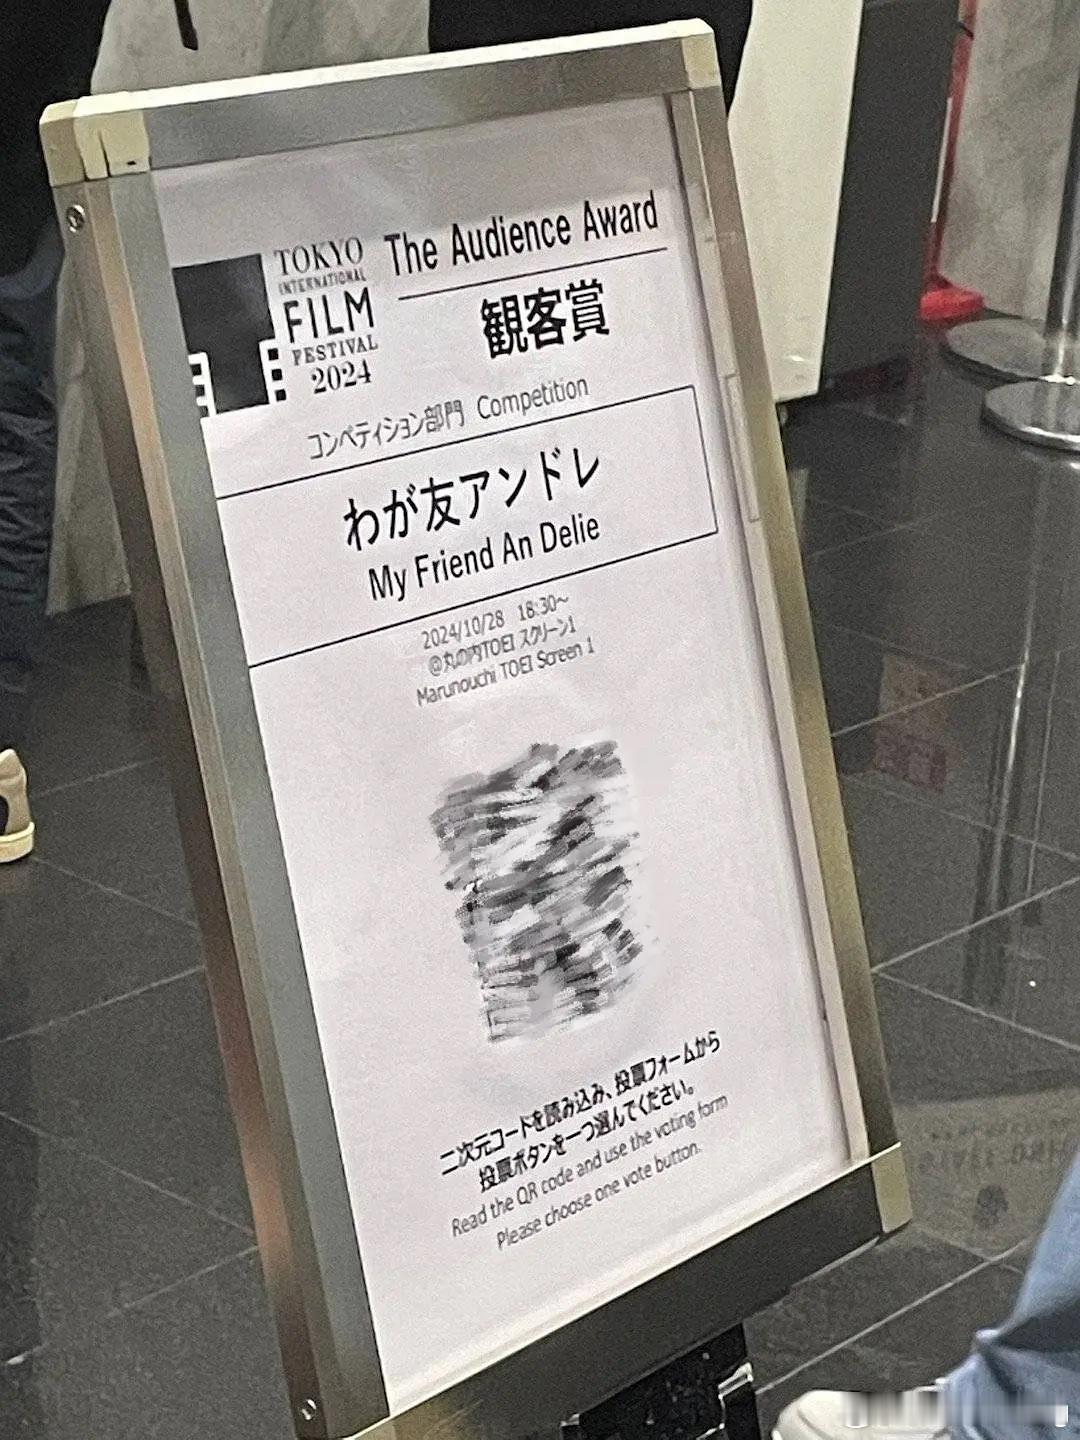 TOKYO
INTERNATIONAL
FILM
FESTIVAL
2024
The Audience Award
観客賞
コンペティション部門 Competition
わが友アンドレ
My Friend An Delie
2024/10/28 18:30~
@丸の内TOEI スクリーン1
Marunouchi TOEI Screen 1
二次元コードを読み込み、投票フォームから
投票ボタンを一つ選んでください。
Read the QR code and use the voting form
Please choose one vote button.